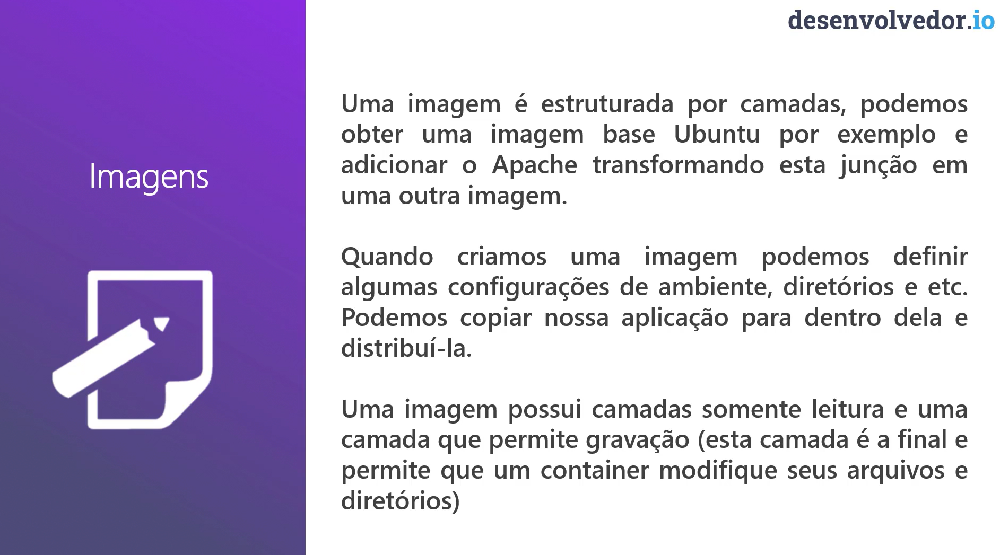 desenvolvedor.io
Imagens
Uma imagem é estruturada por camadas, podemos
obter uma imagem base Ubuntu por exemplo e
adicionar o Apache transformando esta junção em
uma outra imagem.
Quando criamos uma imagem podemos definir
algumas configurações de ambiente, diretórios e etc.
Podemos copiar nossa aplicação para dentro dela e
distribuí-la.
Uma imagem possui camadas somente leitura e uma
camada que permite gravação (esta camada é a final e
permite que um container modifique seus arquivos e
diretórios)